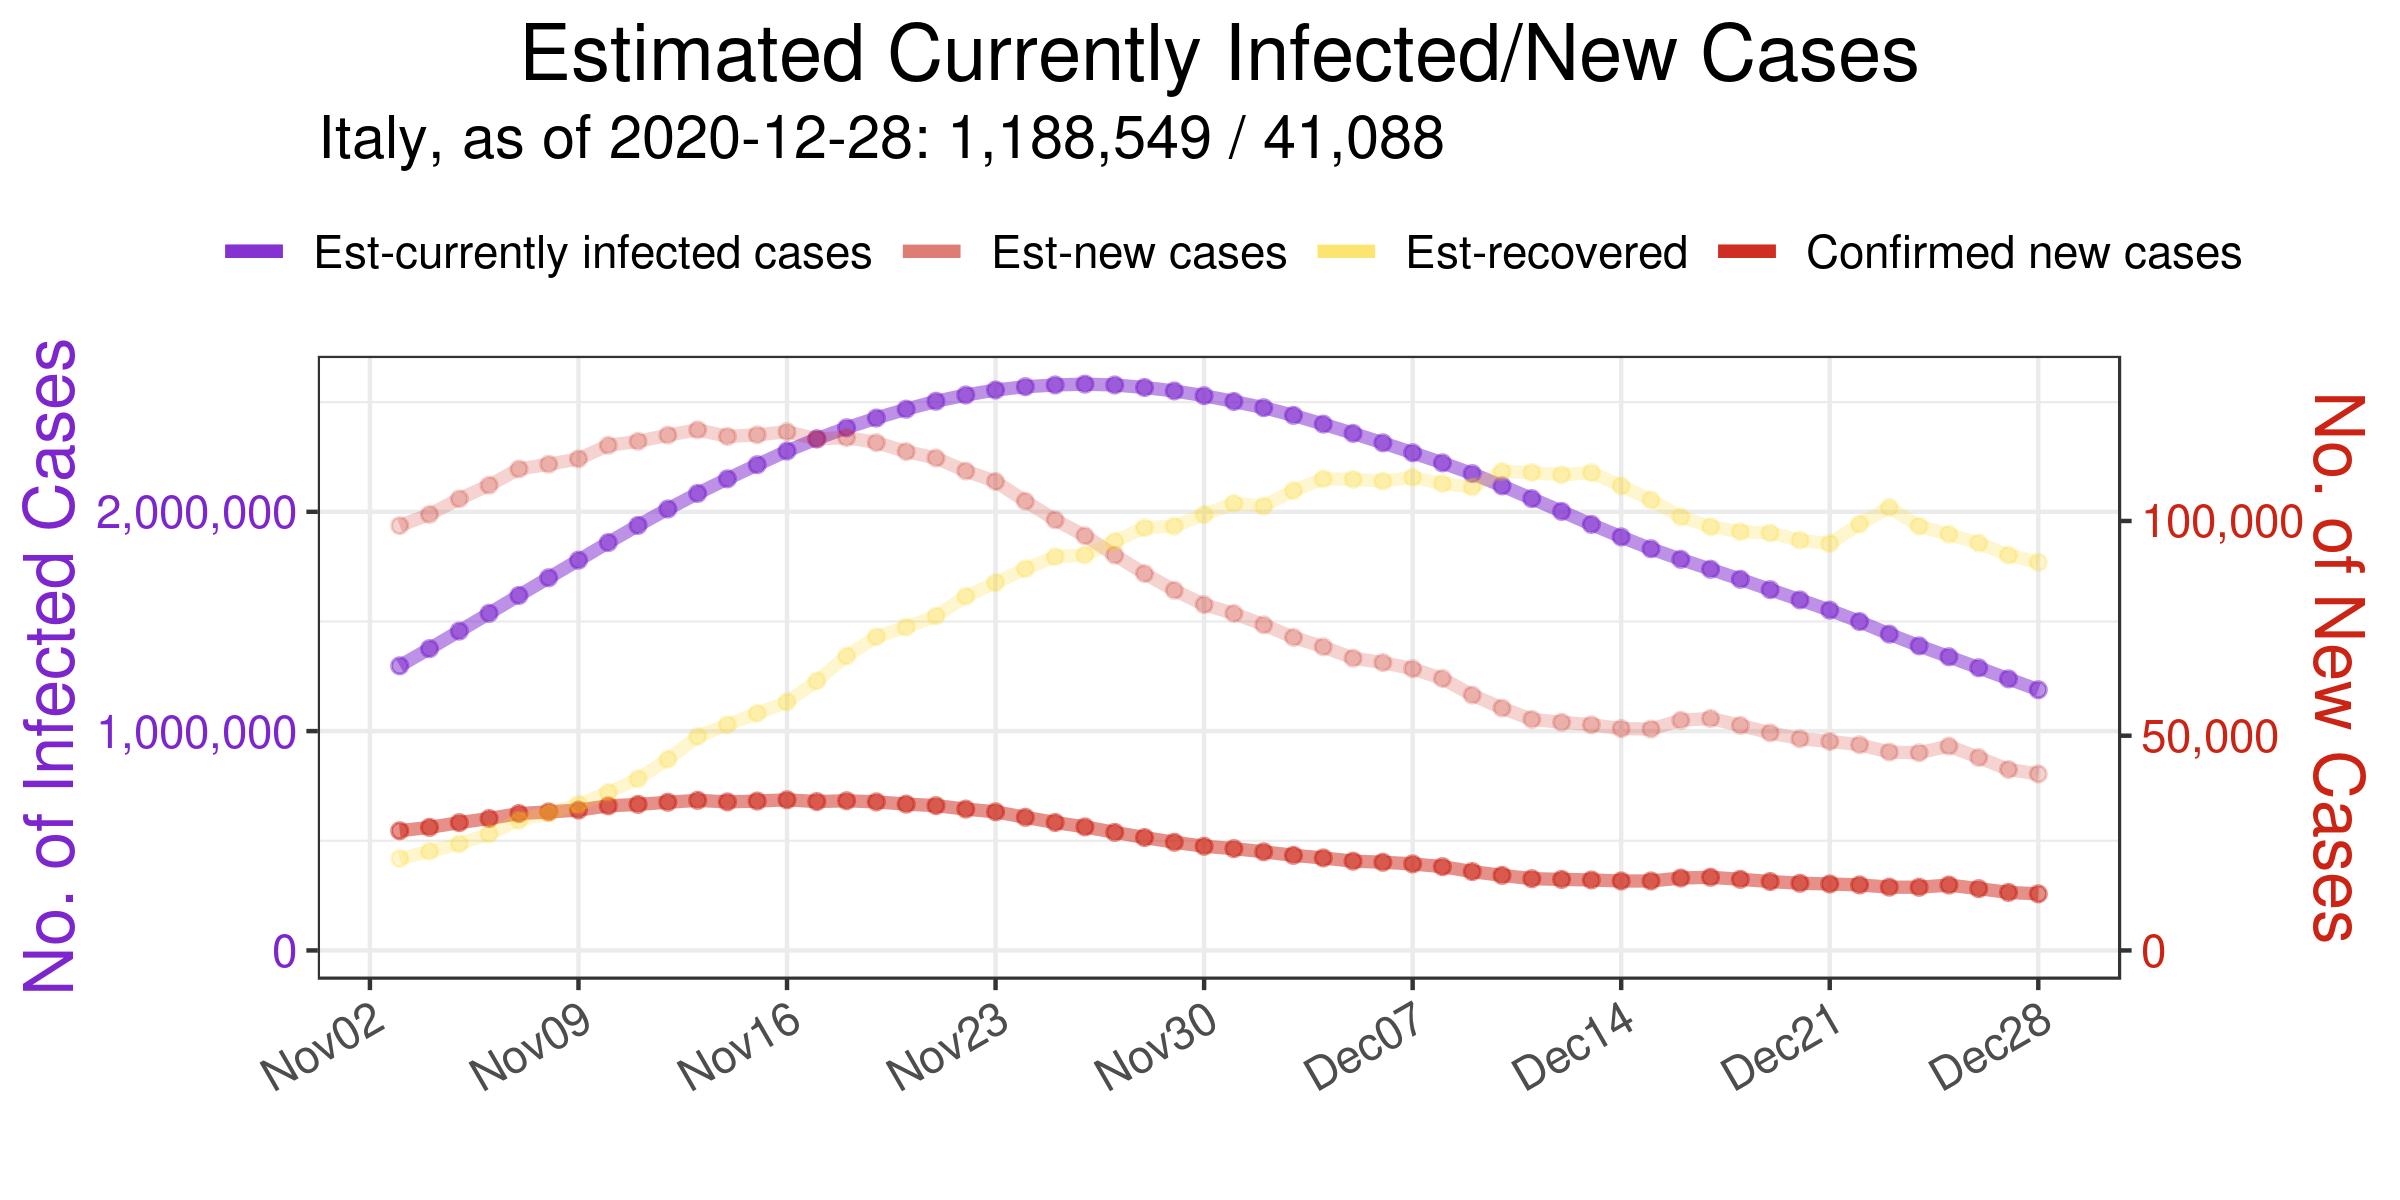 Estimated Currently Infected/New Cases
Italy, as of 2020-12-28: 1,188,549 / 41,088
Est-currently infected cases Est-new cases Est-recovered Confirmed new cases
No. of Infected Cases
2,000,000
1,000,000
0
100,000
50,000
0
No. of New Cases
Nov02 Nov09 Nov16 Nov23 Nov30 Dec07 Dec14 Dec21 Dec28